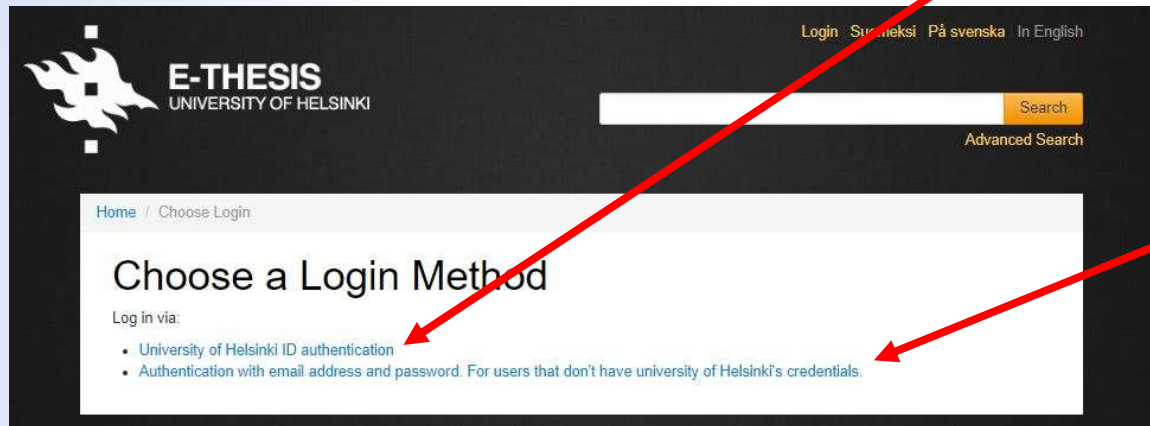 Login Suomeksi På svenska In English
E-THESIS
UNIVERSITY OF HELSINKI
Search
Advanced Search
Home / Choose Login
Choose a Login Method
Log in via:
• University of Helsinki ID authentication
• Authentication with email address and password. For users that don't have university of Helsinki's credentials.